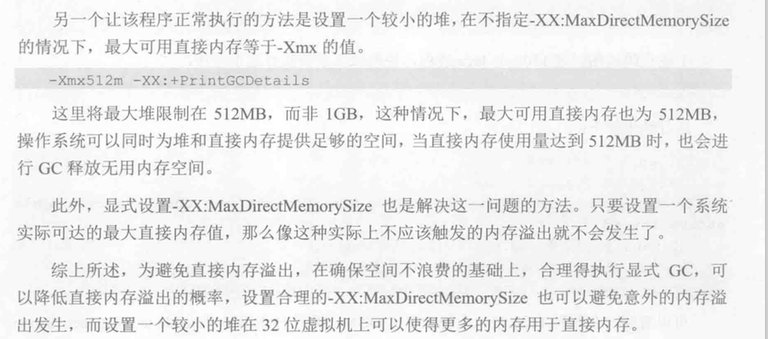 另一个让该程序正常执行的方法是设置一个较小的堆，在不指定-XX:MaxDirectMemorySize
的情况下，最大可用直接内存等于-Xmx 的值。
-Xmx512m -XX:+PrintGCDetails
这里将最大堆限制在 512MB，而非 1GB，这种情况下，最大可用直接内存也为 512MB，
操作系统可以同时为堆和直接内存提供足够的空间，当直接内存使用量达到 512MB 时，也会进
行 GC 释放无用内存空间。
此外，显式设置-XX:MaxDirectMemorySize 也是解决这一问题的方法。只要设置一个系统
实际可达的最大直接内存值，那么像这种实际上不应该触发的内存溢出就不会发生了。
综上所述，为避免直接内存溢出，在确保空间不浪费的基础上，合理得执行显式 GC，可
以降低直接内存溢出的概率，设置合理的-XX:MaxDirectMemorySize 也可以避免意外的内存溢
出发生，而设置一个较小的堆在 32 位虚拟机上可以使得更多的内存用于直接内存。